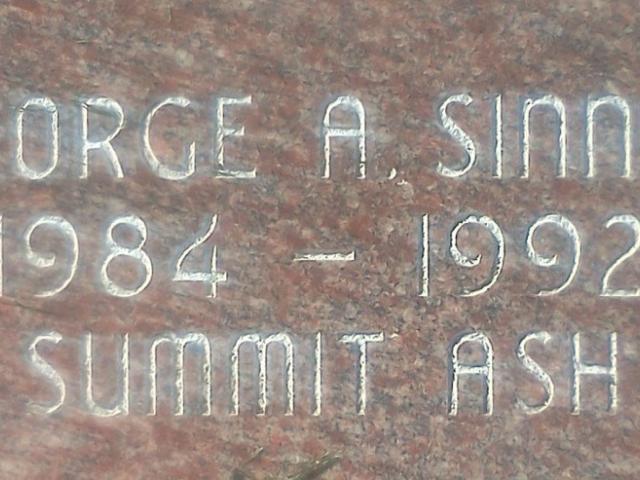 ORGE A. SINN
1984 – 1992
SUMMIT ASH